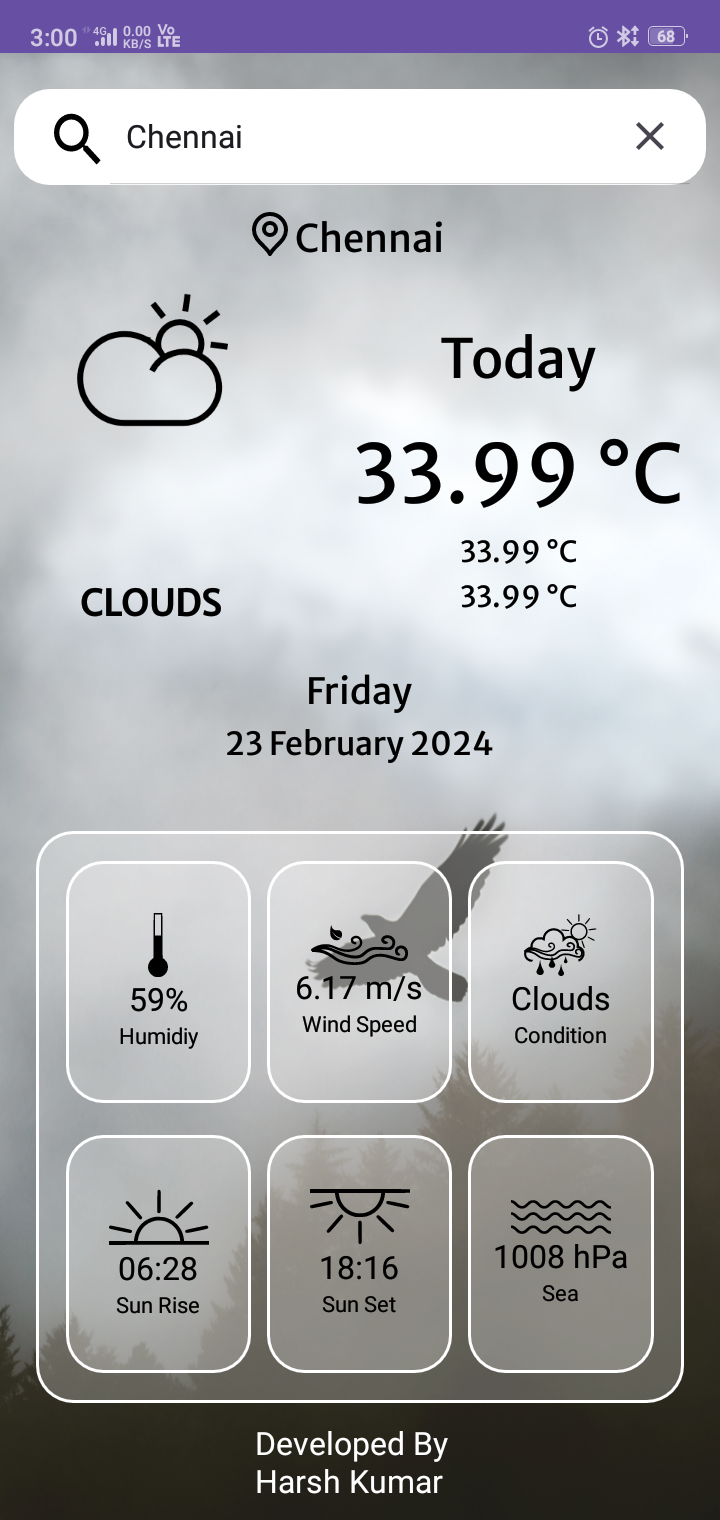 3:00 4G 0.00 KB/S Vo LTE 68
Chennai
Chennai
Today
33.99 °C
33.99 °C
33.99 °C
CLOUDS
Friday
23 February 2024
59%
Humidiy
6.17 m/s
Wind Speed
Clouds
Condition
06:28
Sun Rise
18:16
Sun Set
1008 hPa
Sea
Developed By
Harsh Kumar